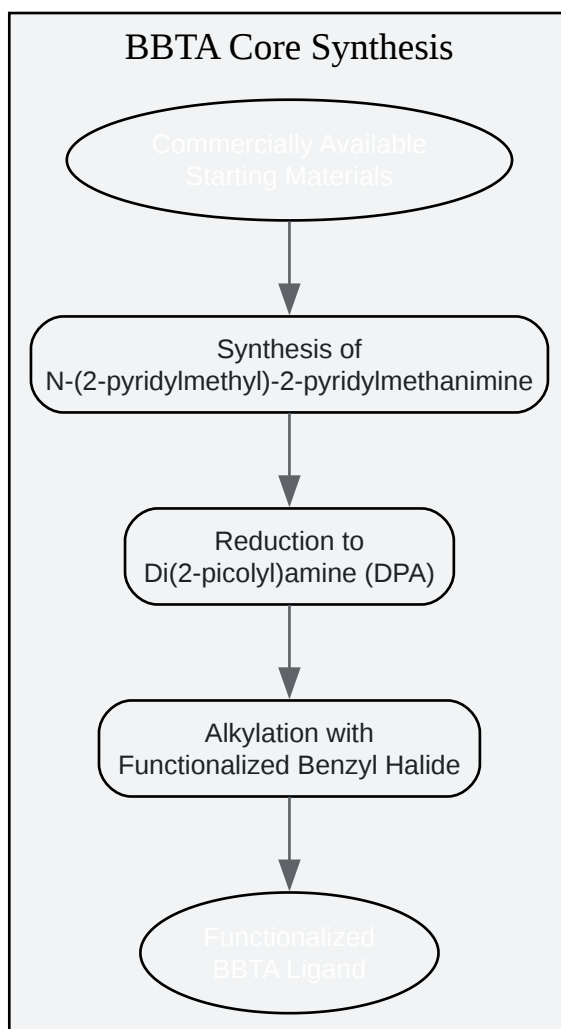 BBTA Core Synthesis
Commercially Available
Starting Materials
Synthesis of
N-(2-pyridylmethyl)-2-pyridylmethanimine
Reduction to
Di(2-picolyl)amine (DPA)
Alkylation with
Functionalized Benzyl Halide
Functionalized
BBTA Ligand